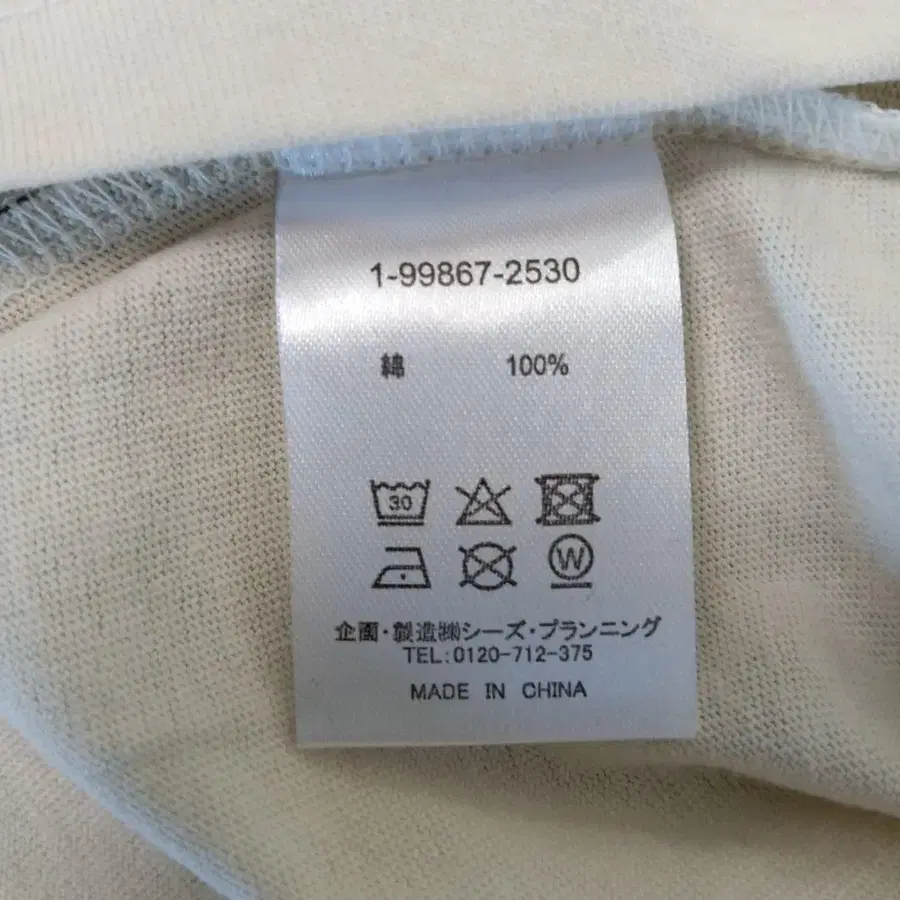 1-99867-2530
綿 100%
30
W
企画・製造㈱シーズ・プランニング
TEL:0120-712-375
MADE IN CHINA